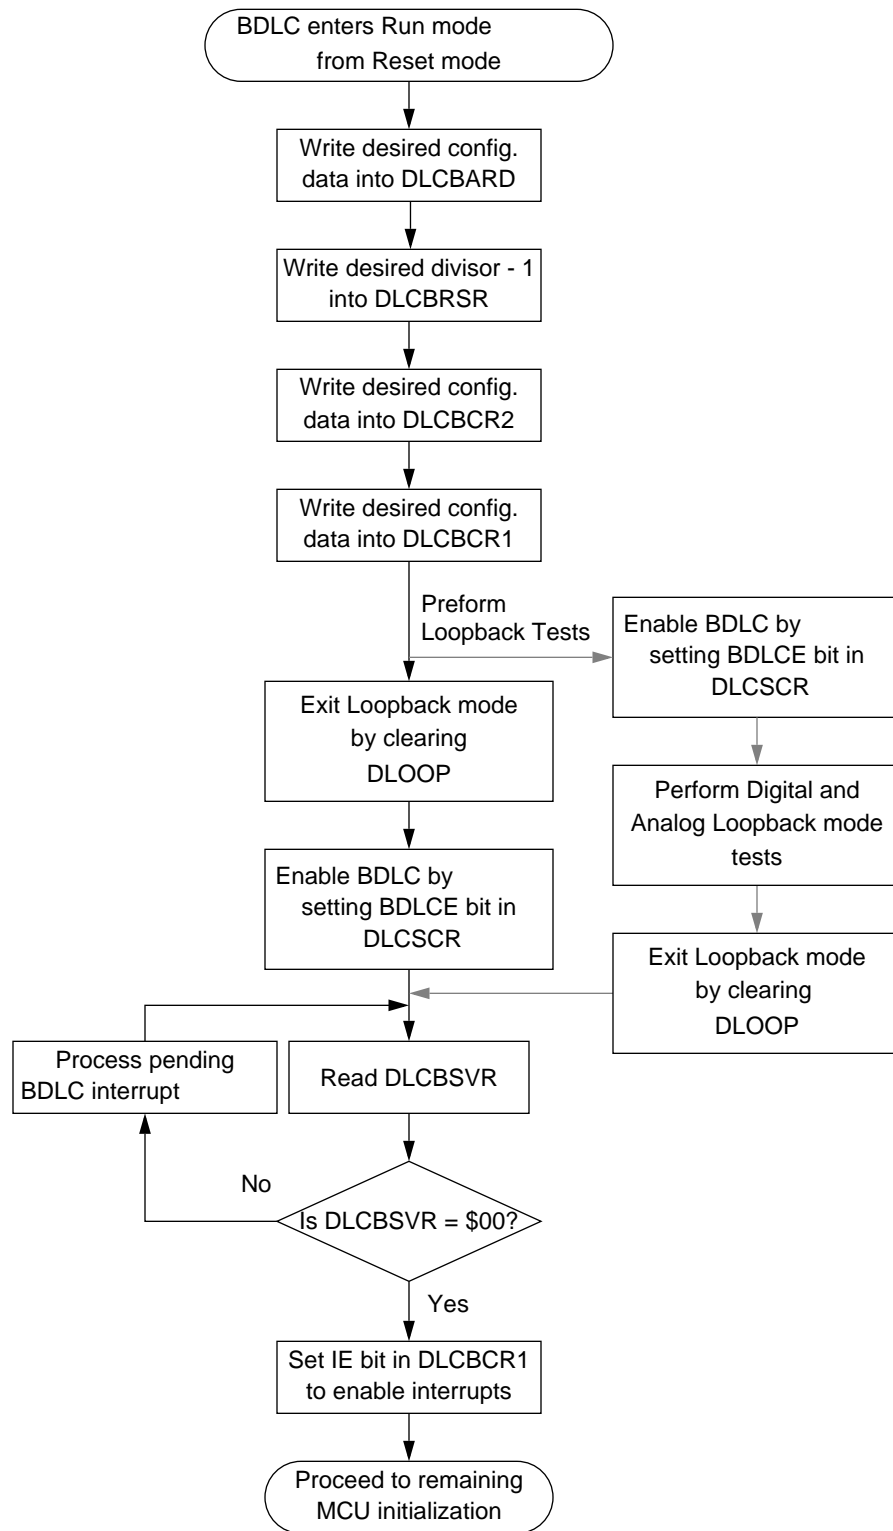 BDLC enters Run mode
from Reset mode
Write desired config.
data into DLCBARD
Write desired divisor - 1
into DLCBRSR
Write desired config.
data into DLCBCR2
Write desired config.
data into DLCBCR1
Preform
Loopback Tests
Enable BDLC by
setting BDLCE bit in
DLCSCR
Exit Loopback mode
by clearing
DLOOP
Perform Digital and
Analog Loopback mode
tests
Enable BDLC by
setting BDLCE bit in
DLCSCR
Exit Loopback mode
by clearing
DLOOP
Process pending
BDLC interrupt
Read DLCBSVR
No
Is DLCBSVR = $00?
Yes
Set IE bit in DLCBCR1
to enable interrupts
Proceed to remaining
MCU initialization